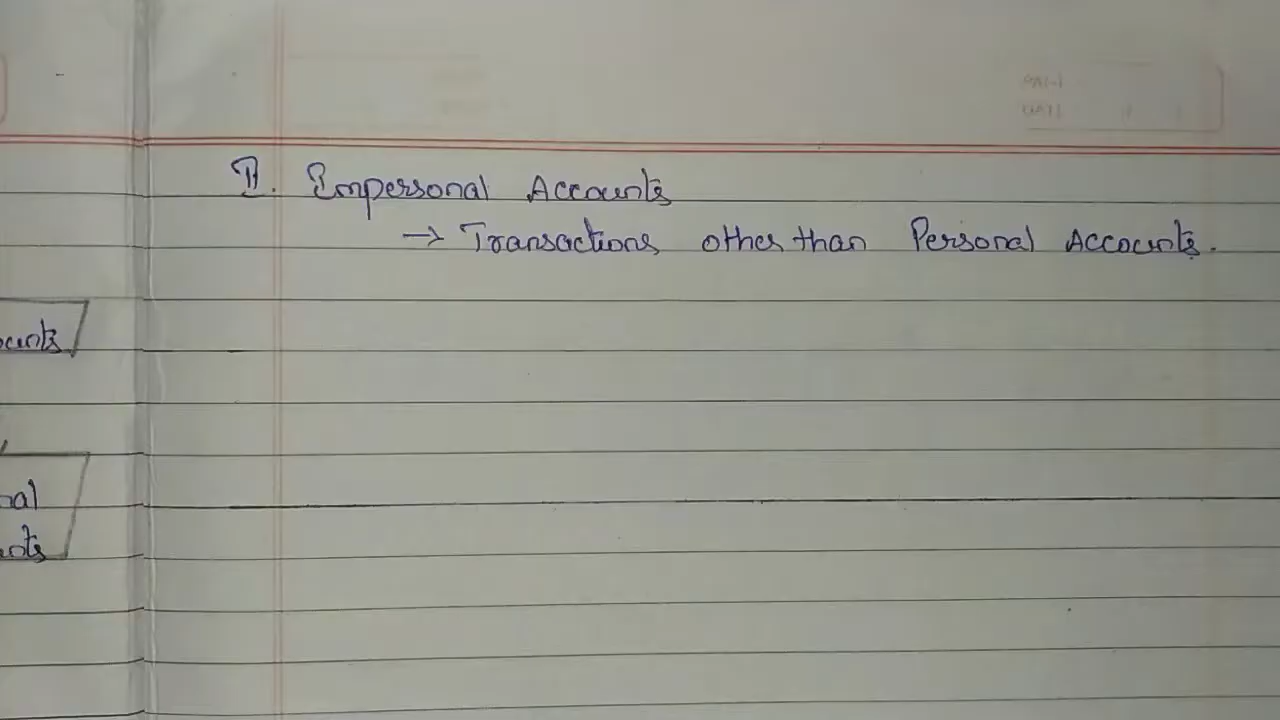 II. Impersonal Accounts
→ Transactions other than Personal Accounts.